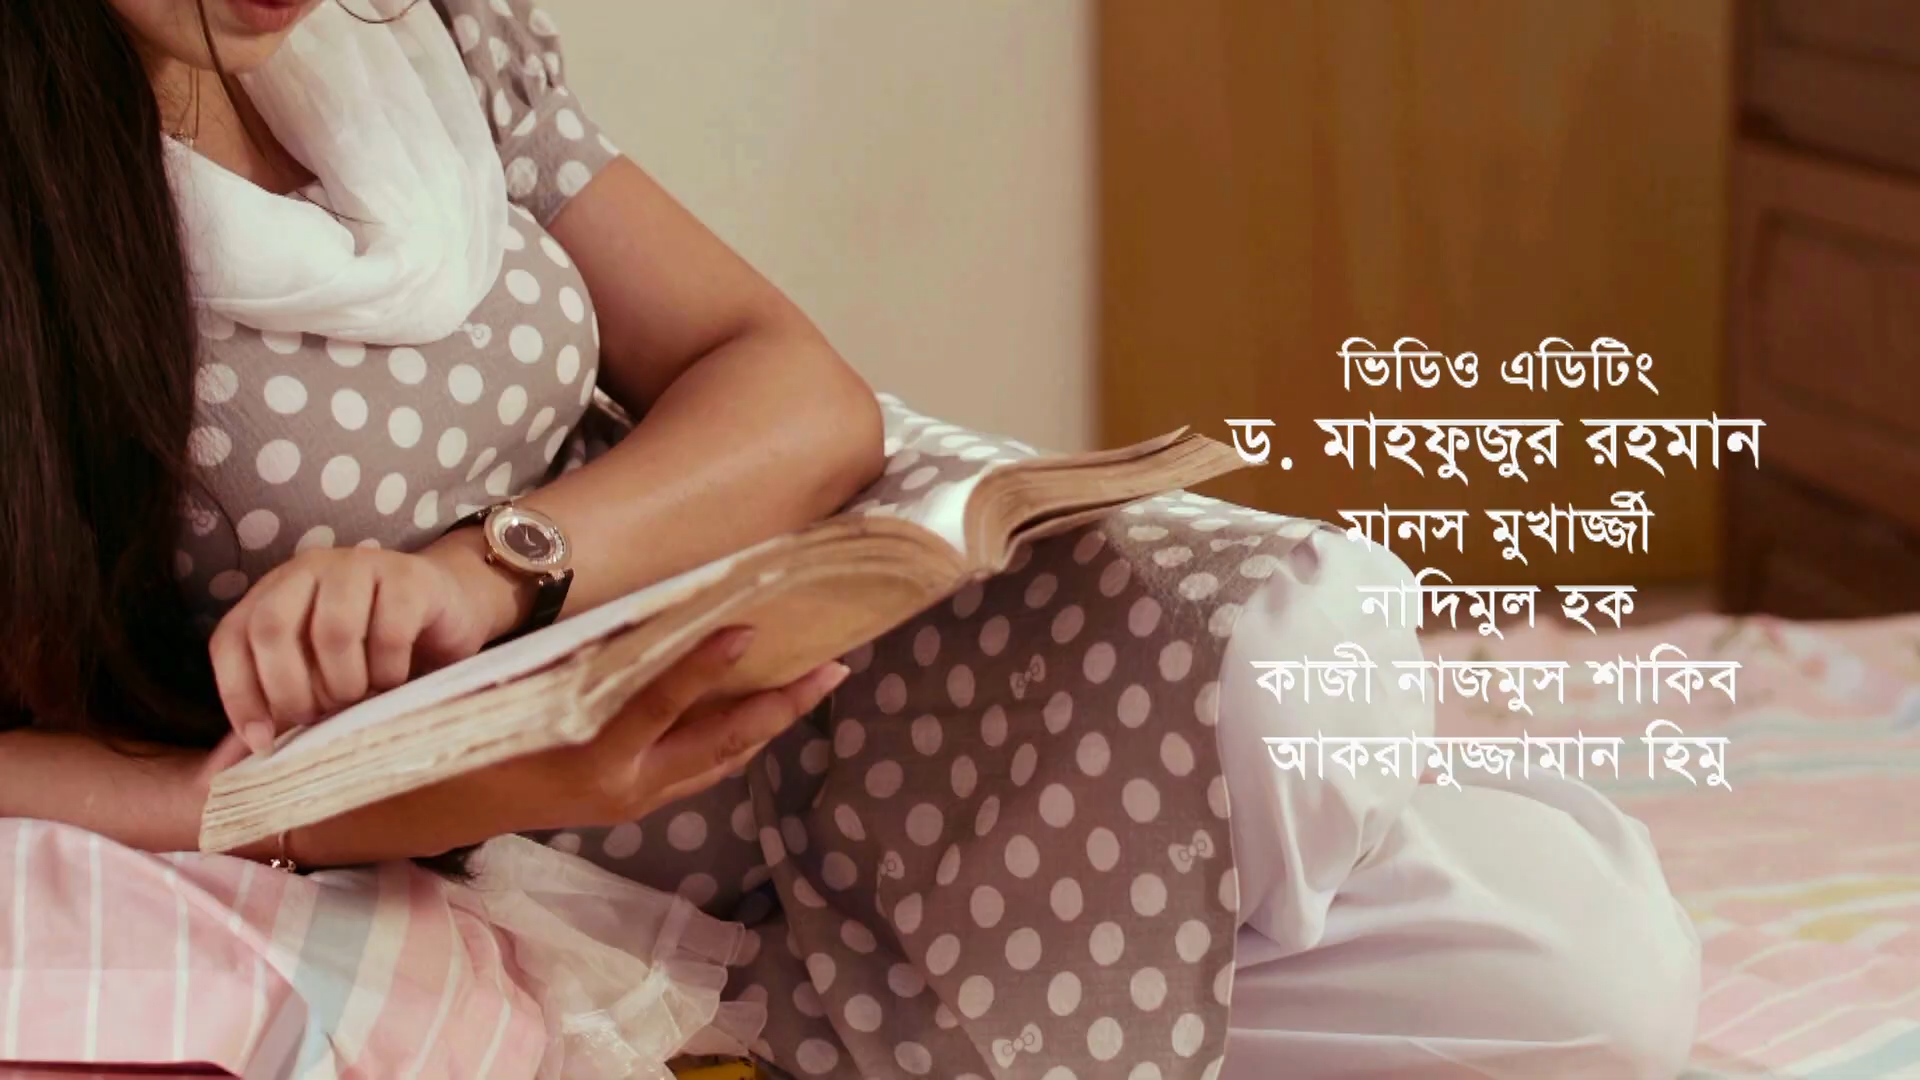 ভিডিও এডিটিং
ড. মাহফুজুর রহমান
মানস মুখার্জ্জী
নাদিমুল হক
কাজী নাজমুস শাকিব
আকরামুজ্জামান হিমু